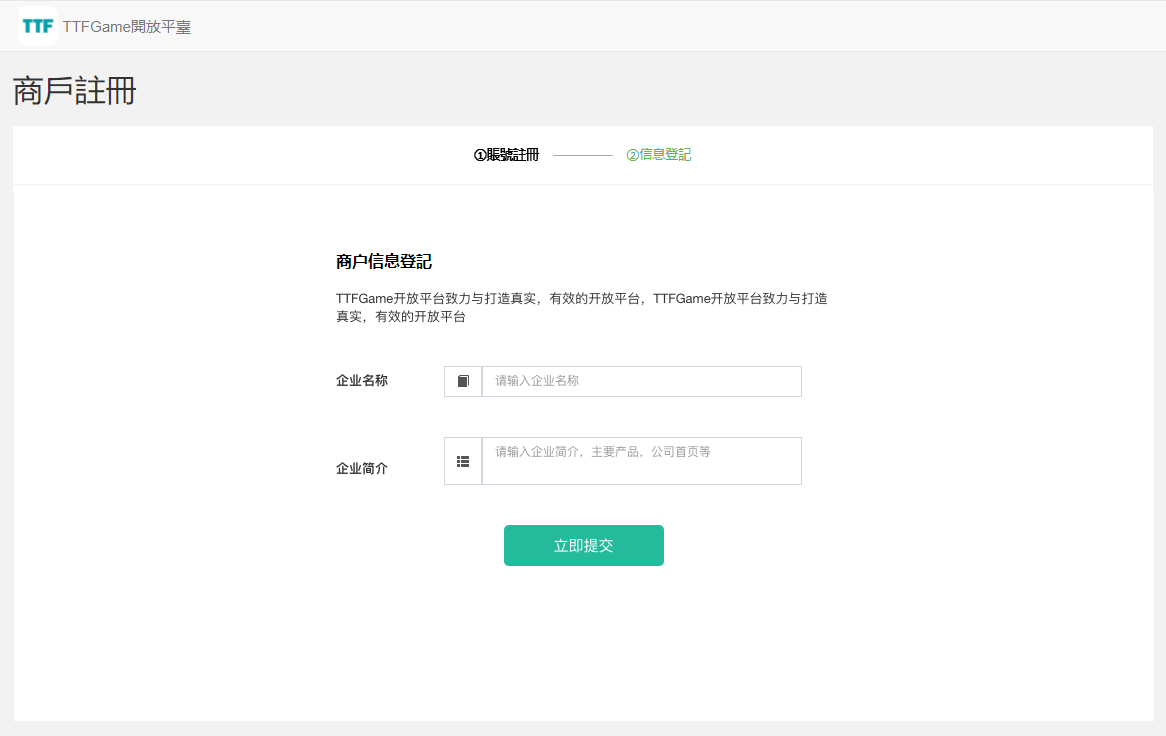 TTF TTFGame開放平臺
商戶註冊
①賬號註冊 ②信息登記
商户信息登記
TTFGame开放平台致力与打造真实，有效的开放平台，TTFGame开放平台致力与打造
真实，有效的开放平台
企业名称 请输入企业名称
请输入企业简介，主要产品，公司首页等
企业简介
立即提交